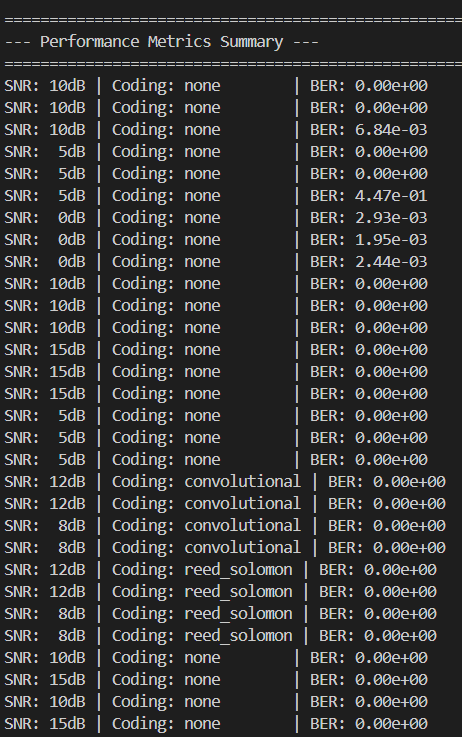 ==================================================
--- Performance Metrics Summary ---
==================================================
SNR: 10dB | Coding: none        | BER: 0.00e+00
SNR: 10dB | Coding: none        | BER: 0.00e+00
SNR: 10dB | Coding: none        | BER: 6.84e-03
SNR:  5dB | Coding: none        | BER: 0.00e+00
SNR:  5dB | Coding: none        | BER: 0.00e+00
SNR:  5dB | Coding: none        | BER: 4.47e-01
SNR:  0dB | Coding: none        | BER: 2.93e-03
SNR:  0dB | Coding: none        | BER: 1.95e-03
SNR:  0dB | Coding: none        | BER: 2.44e-03
SNR: 10dB | Coding: none        | BER: 0.00e+00
SNR: 10dB | Coding: none        | BER: 0.00e+00
SNR: 10dB | Coding: none        | BER: 0.00e+00
SNR: 15dB | Coding: none        | BER: 0.00e+00
SNR: 15dB | Coding: none        | BER: 0.00e+00
SNR: 15dB | Coding: none        | BER: 0.00e+00
SNR:  5dB | Coding: none        | BER: 0.00e+00
SNR:  5dB | Coding: none        | BER: 0.00e+00
SNR:  5dB | Coding: none        | BER: 0.00e+00
SNR: 12dB | Coding: convolutional | BER: 0.00e+00
SNR: 12dB | Coding: convolutional | BER: 0.00e+00
SNR:  8dB | Coding: convolutional | BER: 0.00e+00
SNR:  8dB | Coding: convolutional | BER: 0.00e+00
SNR: 12dB | Coding: reed_solomon | BER: 0.00e+00
SNR: 12dB | Coding: reed_solomon | BER: 0.00e+00
SNR:  8dB | Coding: reed_solomon | BER: 0.00e+00
SNR:  8dB | Coding: reed_solomon | BER: 0.00e+00
SNR: 10dB | Coding: none        | BER: 0.00e+00
SNR: 15dB | Coding: none        | BER: 0.00e+00
SNR: 10dB | Coding: none        | BER: 0.00e+00
SNR: 15dB | Coding: none        | BER: 0.00e+00